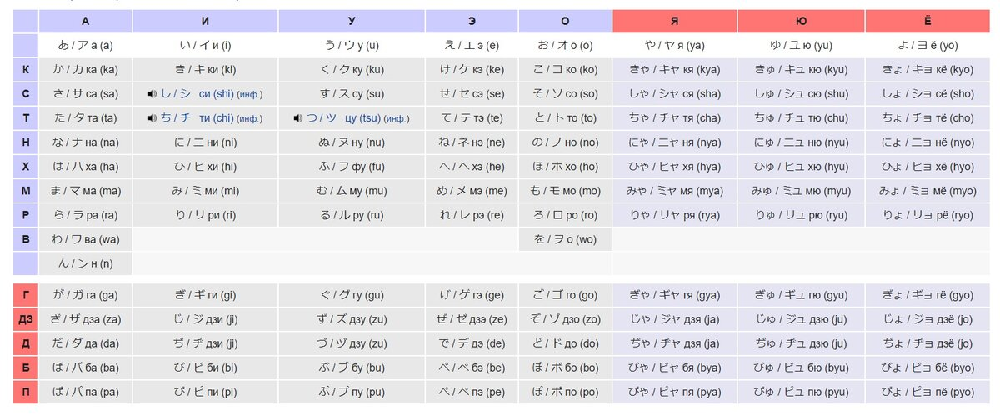 А И У Э О Я Ю Ё
あ / ア а (a) い / イ и (i) う / ウ у (u) え / エ э (e) お / オ о (o) や / ヤ я (ya) ゆ / ユ ю (yu) よ / ヨ ё (yo)
К か / カ ка (ka) き / キ ки (ki) く / ク ку (ku) け / ケ кэ (ke) こ / コ ко (ko) きゃ / キャ кя (kya) きゅ / キュ кю (kyu) きょ / キョ кё (kyo)
С さ / サ са (sa) し / シ си (shi) (инф.) す / ス су (su) せ / セ сэ (se) そ / ソ со (so) しゃ / シャ ся (sha) しゅ / シュ сю (shu) しょ / ショ сё (sho)
Т た / タ та (ta) ち / チ ти (chi) (инф.) つ / ツ цу (tsu) (инф.) て / テ тэ (te) と / ト то (to) ちゃ / チャ тя (cha) ちゅ / チュ тю (chu) ちょ / チョ тё (cho)
Н な / ナ на (na) に / ニ ни (ni) ぬ / ヌ ну (nu) ね / ネ нэ (ne) の / ノ но (no) にゃ / ニャ ня (nya) にゅ / ニュ ню (nyu) にょ / ニョ нё (nyo)
Х は / ハ ха (ha) ひ / ヒ хи (hi) ふ / フ фу (fu) へ / ヘ хэ (he) ほ / ホ хо (ho) ひゃ / ヒャ хя (hya) ひゅ / ヒュ хю (hyu) ひょ / ヒョ хё (hyo)
М ま / マ ма (ma) み / ミ ми (mi) む / ム му (mu) め / メ мэ (me) も / モ мо (mo) みゃ / ミャ мя (mya) みゅ / ミュ мю (myu) みょ / ミョ мё (myo)
Р ら / ラ ра (ra) り / リ ри (ri) る / ル ру (ru) れ / レ рэ (re) ろ / ロ ро (ro) りゃ / リャ ря (rya) りゅ / リュ рю (ryu) りょ / リョ рё (ryo)
В わ / ワ ва (wa) を / ヲ о (wo)
ん / ン н (n)
Г が / ガ га (ga) ぎ / ギ ги (gi) ぐ / グ гу (gu) げ / ゲ гэ (ge) ご / ゴ го (go) ぎゃ / ギャ гя (gya) ぎゅ / ギュ гю (gyu) ぎょ / ギョ гё (gyo)
ДЗ ざ / ザ дза (za) じ / ジ дзи (ji) ず / ズ дзу (zu) ぜ / ゼ дзэ (ze) ぞ / ゾ дзо (zo) じゃ / ジャ дзя (ja) じゅ / ジュ дзю (ju) じょ / ジョ дзё (jo)
Д だ / ダ да (da) ぢ / ヂ дзи (ji) づ / ヅ дзу (zu) で / デ дэ (de) ど / ド до (do) ぢゃ / ヂャ дзя (ja) ぢゅ / ヂュ дзю (ju) ぢょ / ヂョ дзё (jo)
Б ば / バ ба (ba) び / ビ би (bi) ぶ / ブ бу (bu) べ / ベ бэ (be) ぼ / ボ бо (bo) びゃ / ビャ бя (bya) びゅ / ビュ бю (byu) びょ / ビョ бё (byo)
П ぱ / パ па (pa) ぴ / ピ пи (pi) ぷ / プ пу (pu) ぺ / ペ пэ (pe) ぽ / ポ по (po) ぴゃ / ピャ пя (pya) ぴゅ / ピュ пю (pyu) ぴょ / ピョ пё (pyo)